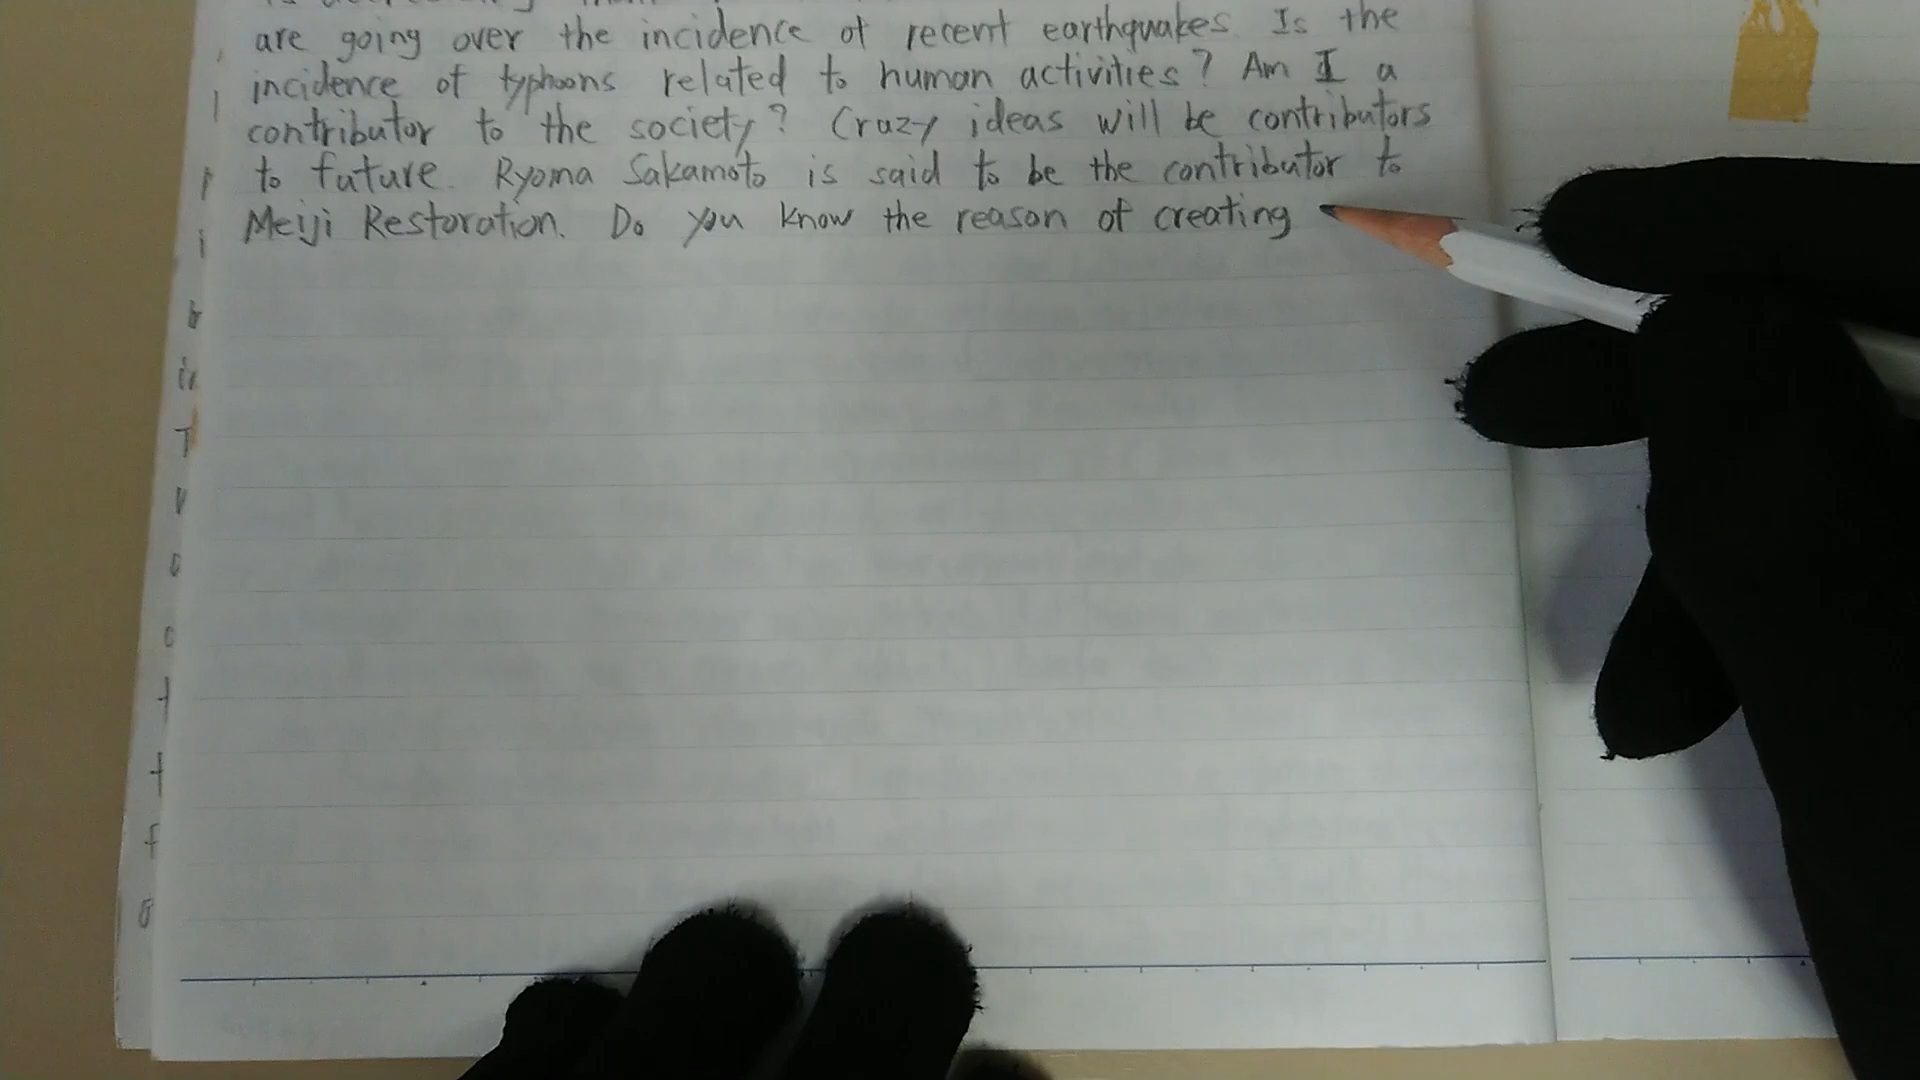 are going over the incidence of recent earthquakes. Is the
incidence of typhoons related to human activities? Am I a
contributor to the society? Crazy ideas will be contributors
to future. Ryoma Sakamoto is said to be the contributor to
Meiji Restoration. Do you know the reason of creating